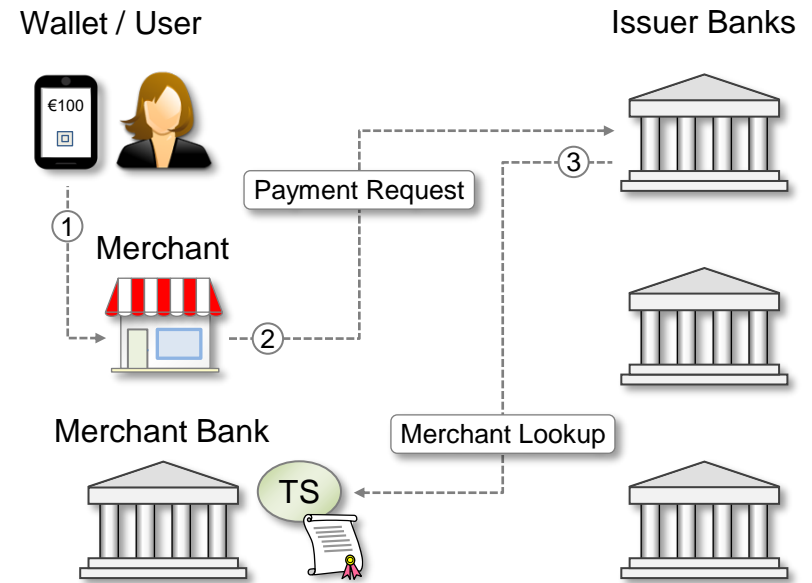 Wallet / User
Issuer Banks
€100
Payment Request
3
1
Merchant
2
Merchant Bank
Merchant Lookup
TS